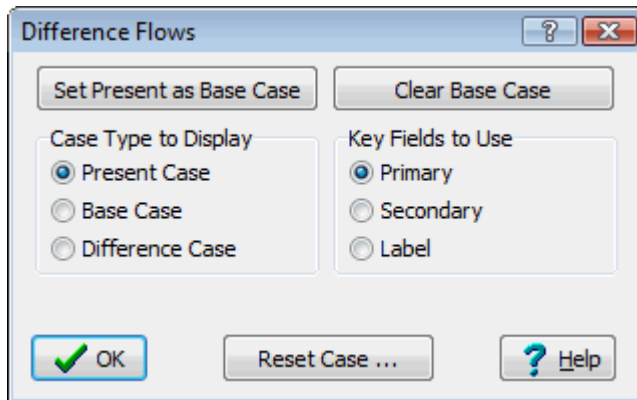 Difference Flows
Set Present as Base Case
Clear Base Case
Case Type to Display
Present Case
Base Case
Difference Case
Key Fields to Use
Primary
Secondary
Label
OK
Reset Case ...
? Help